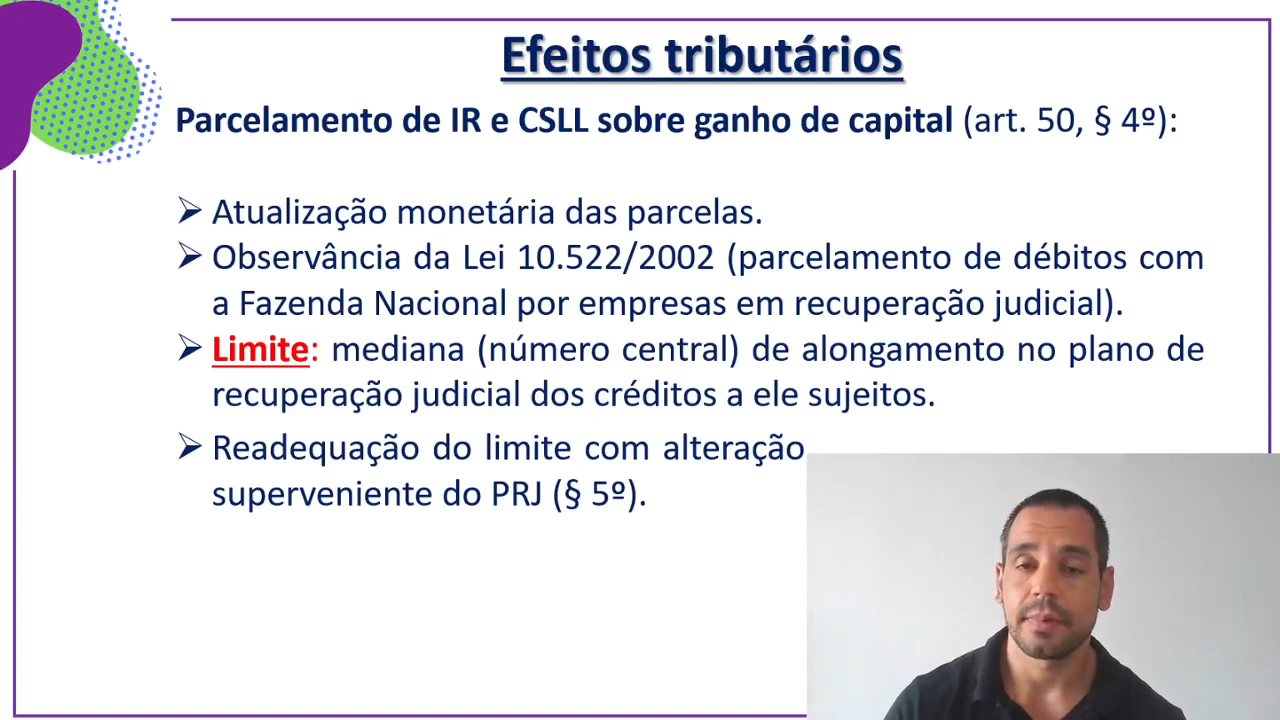 Efeitos tributários
Parcelamento de IR e CSLL sobre ganho de capital (art. 50, § 4º):
➢ Atualização monetária das parcelas.
➢ Observância da Lei 10.522/2002 (parcelamento de débitos com
a Fazenda Nacional por empresas em recuperação judicial).
➢ Limite: mediana (número central) de alongamento no plano de
recuperação judicial dos créditos a ele sujeitos.
➢ Readequação do limite com alteração
superveniente do PRJ (§ 5º).